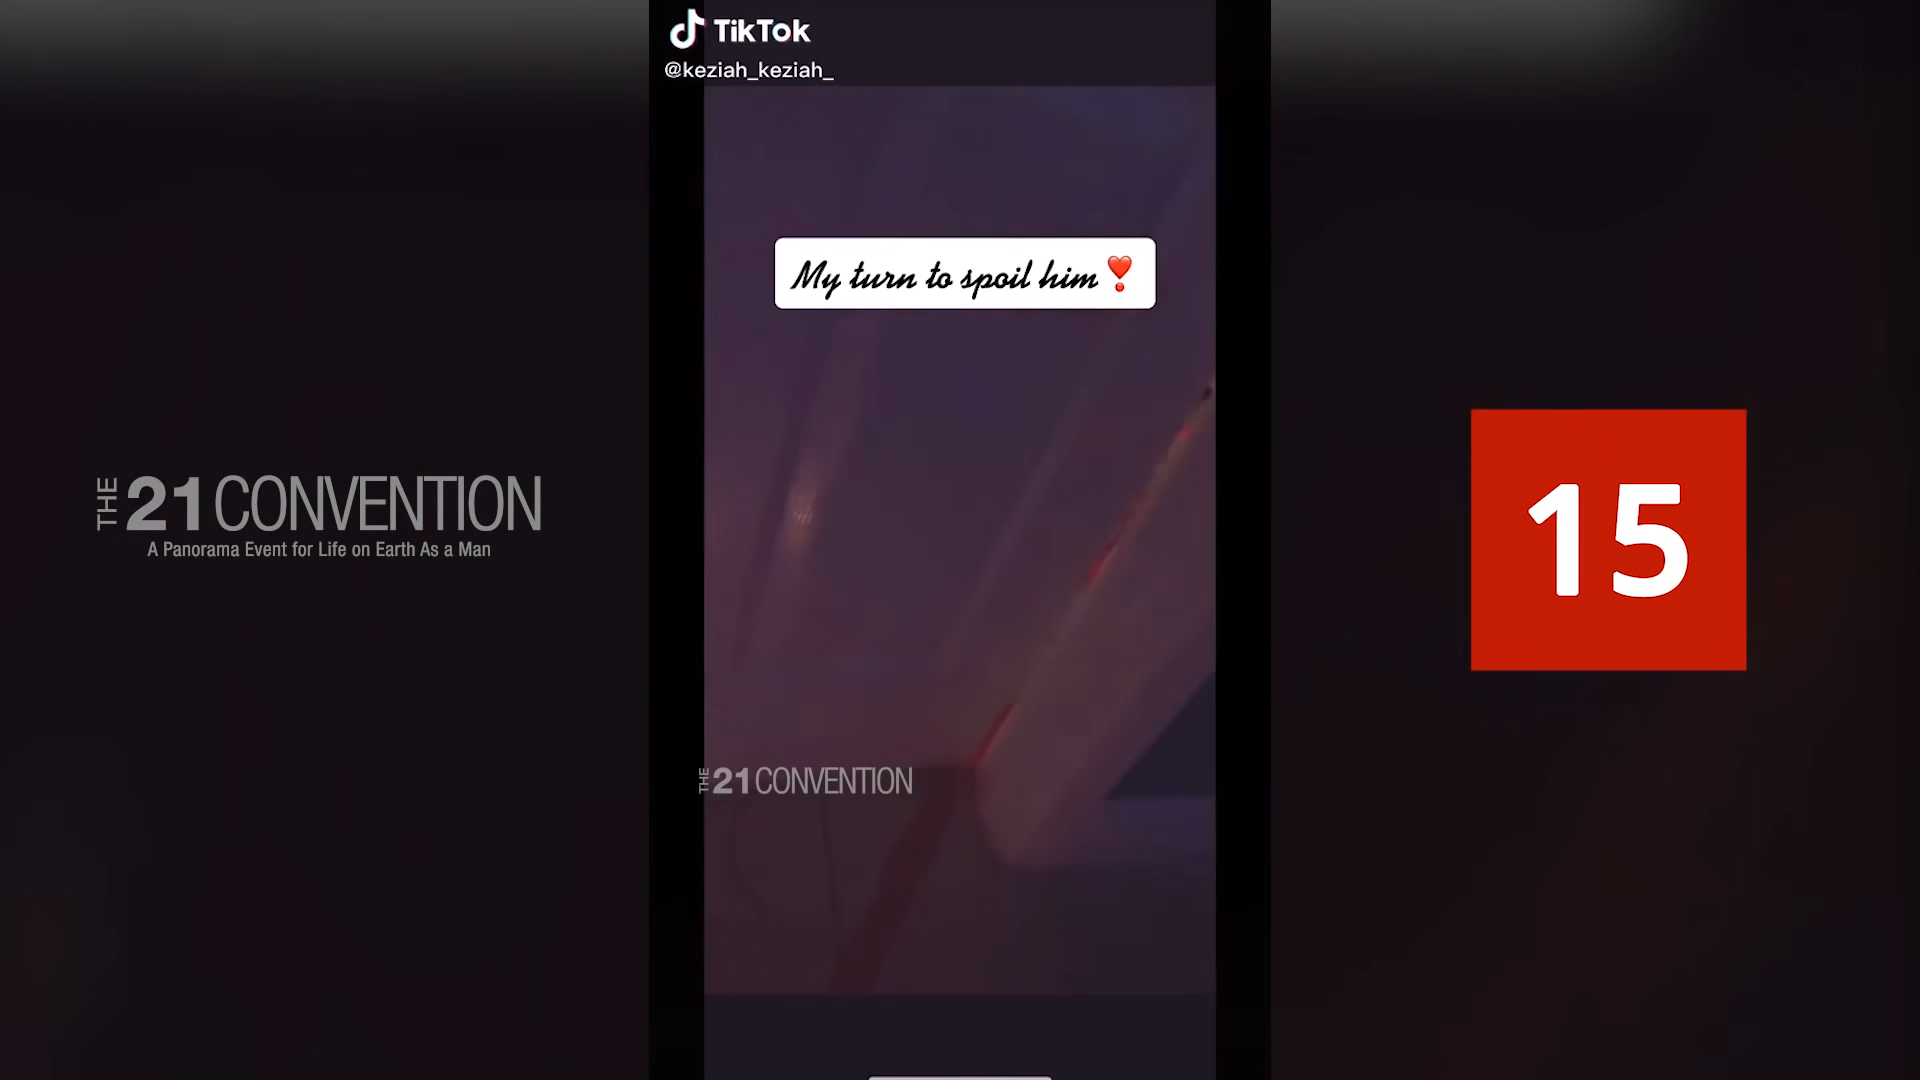 TikTok
@keziah_keziah_
My turn to spoil him❣️
THE 21 CONVENTION
A Panorama Event for Life on Earth As a Man
15
THE 21 CONVENTION